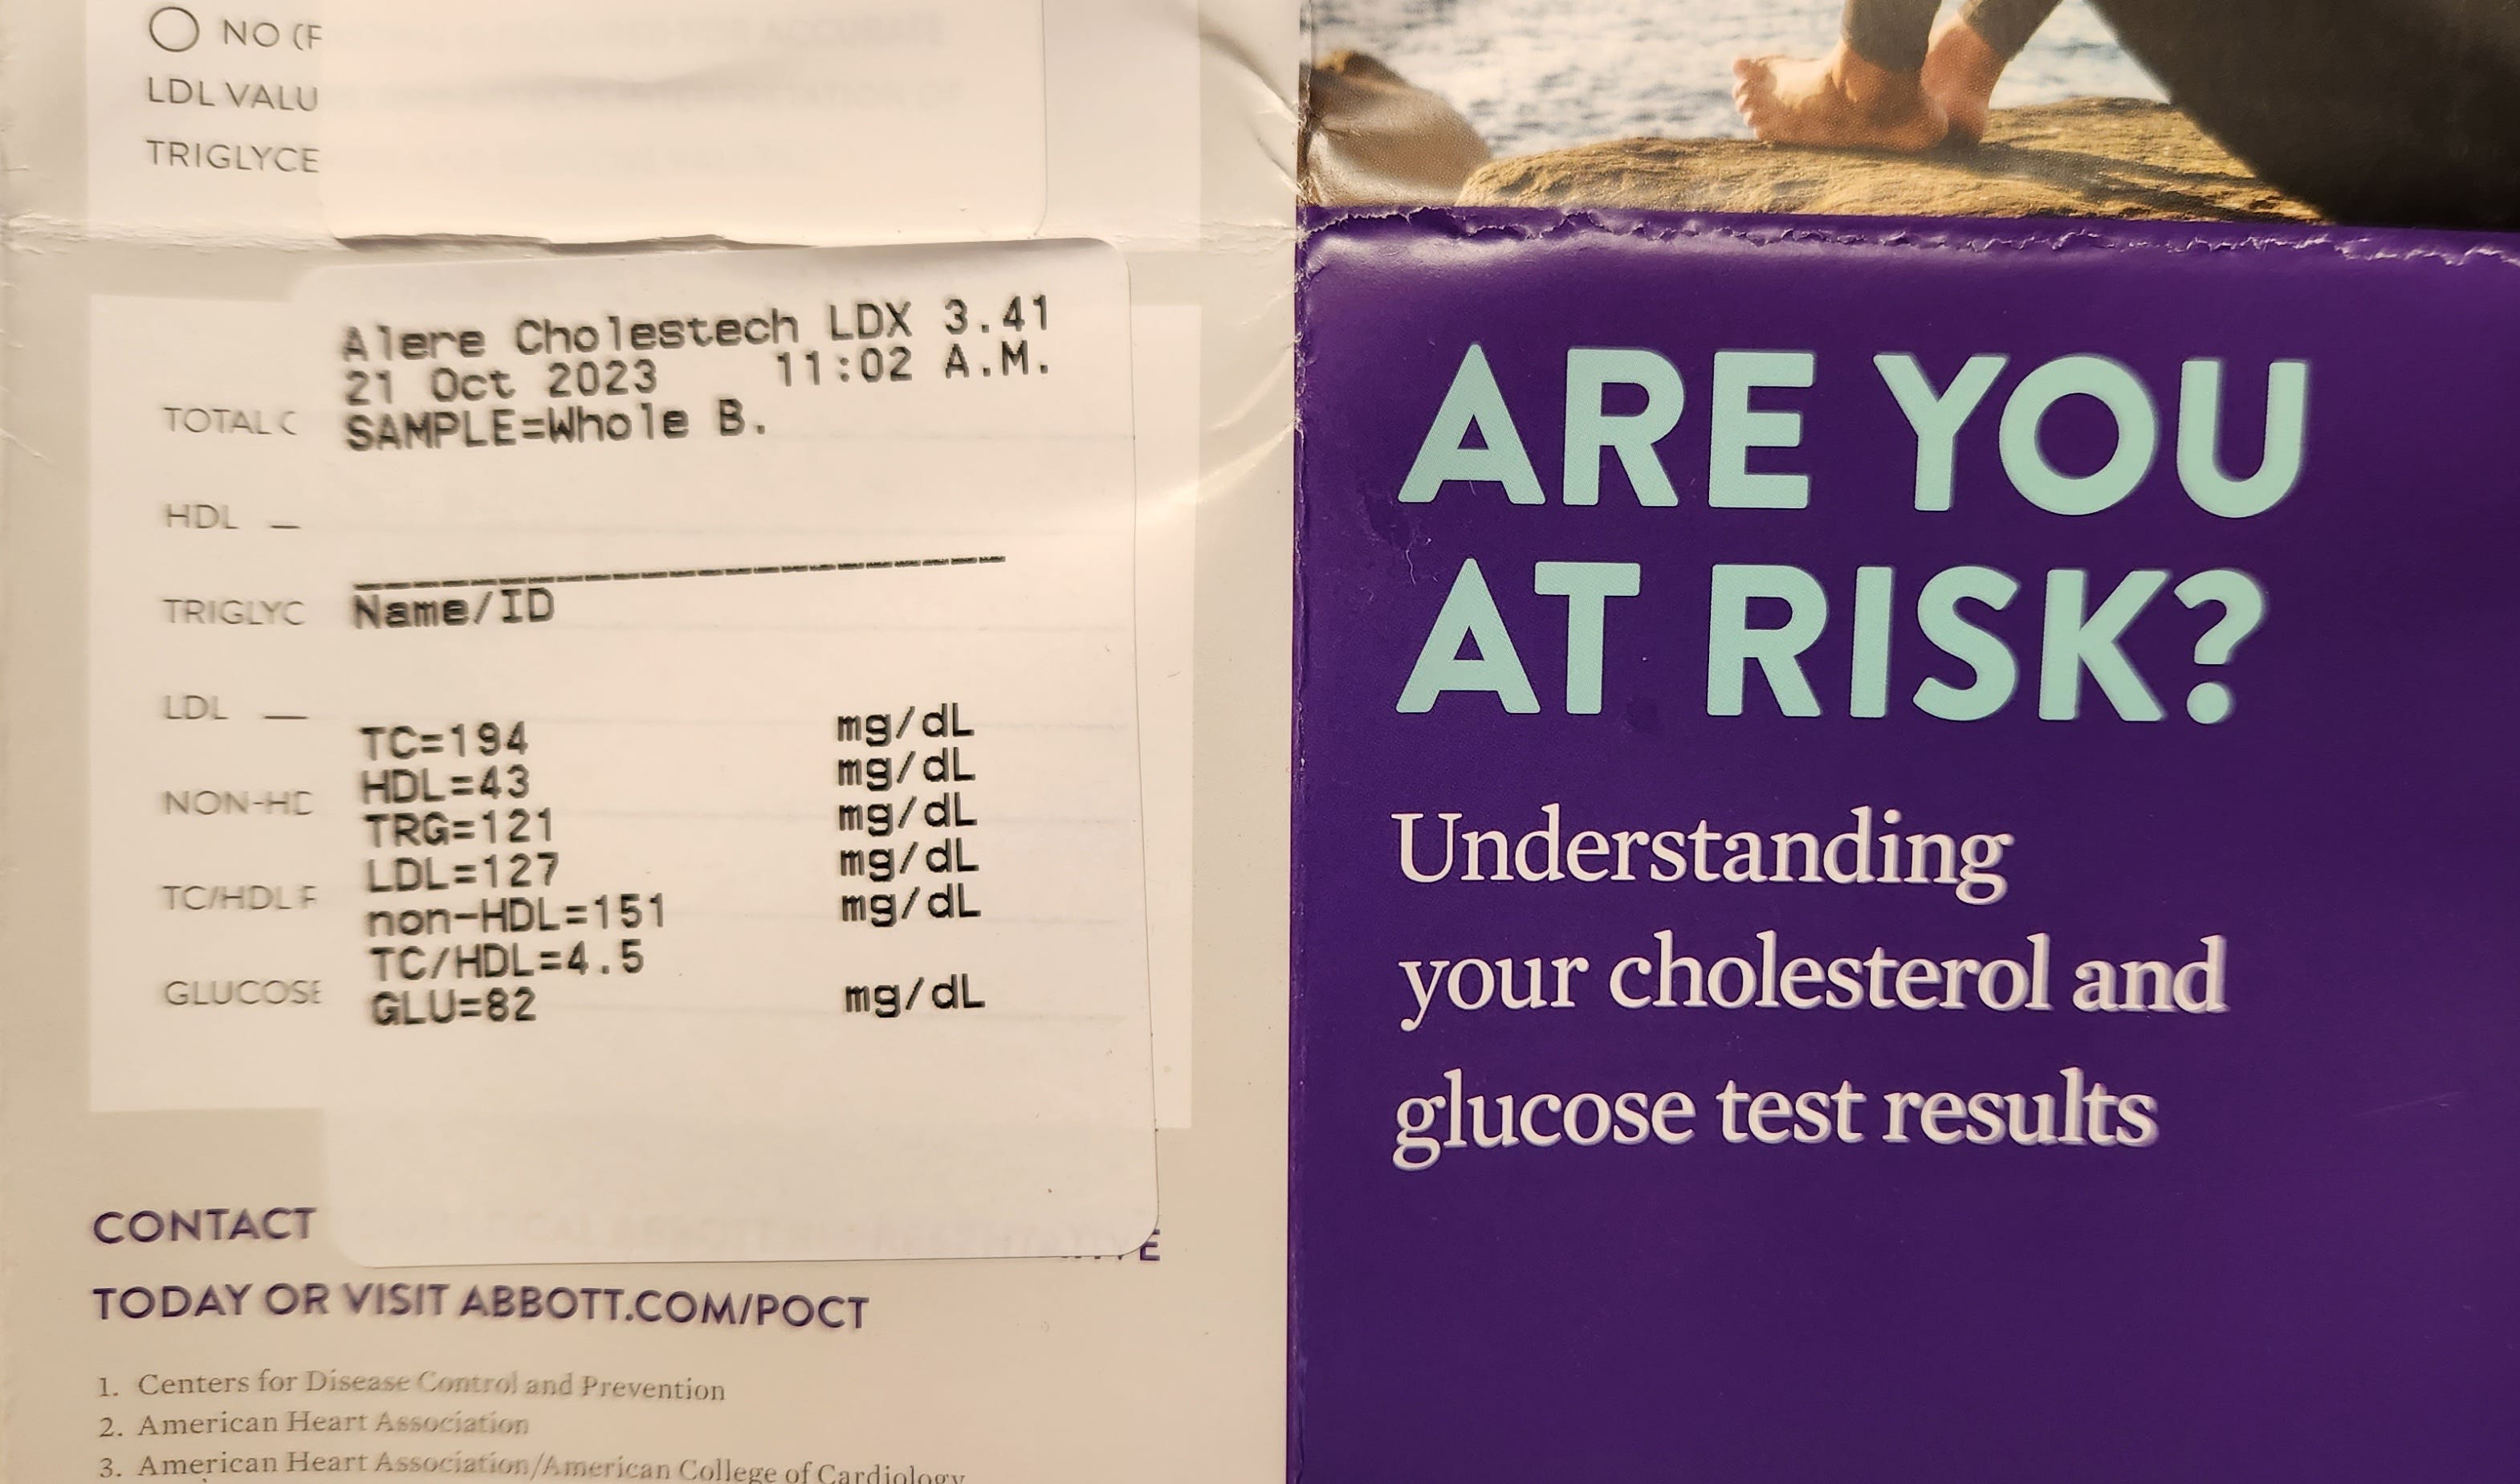 NO (F
LDL VALU
TRIGLYCE
Alere Cholestech LDX 3.41
21 Oct 2023 11:02 A.M.
SAMPLE=Whole B.
TOTAL C
HDL
Name/ID
TRIGLYC
LDL
NON-HD
TC/HDL R
GLUCOSE
TC=194 mg/dL
HDL=43 mg/dL
TRG=121 mg/dL
LDL=127 mg/dL
non-HDL=151 mg/dL
TC/HDL=4.5
GLU=82 mg/dL
CONTACT
TODAY OR VISIT ABBOTT.COM/POCT
1. Centers for Disease Control and Prevention
2. American Heart Association
3. American Heart Association/American College of Cardiology
ARE YOU
AT RISK?
Understanding
your cholesterol and
glucose test results